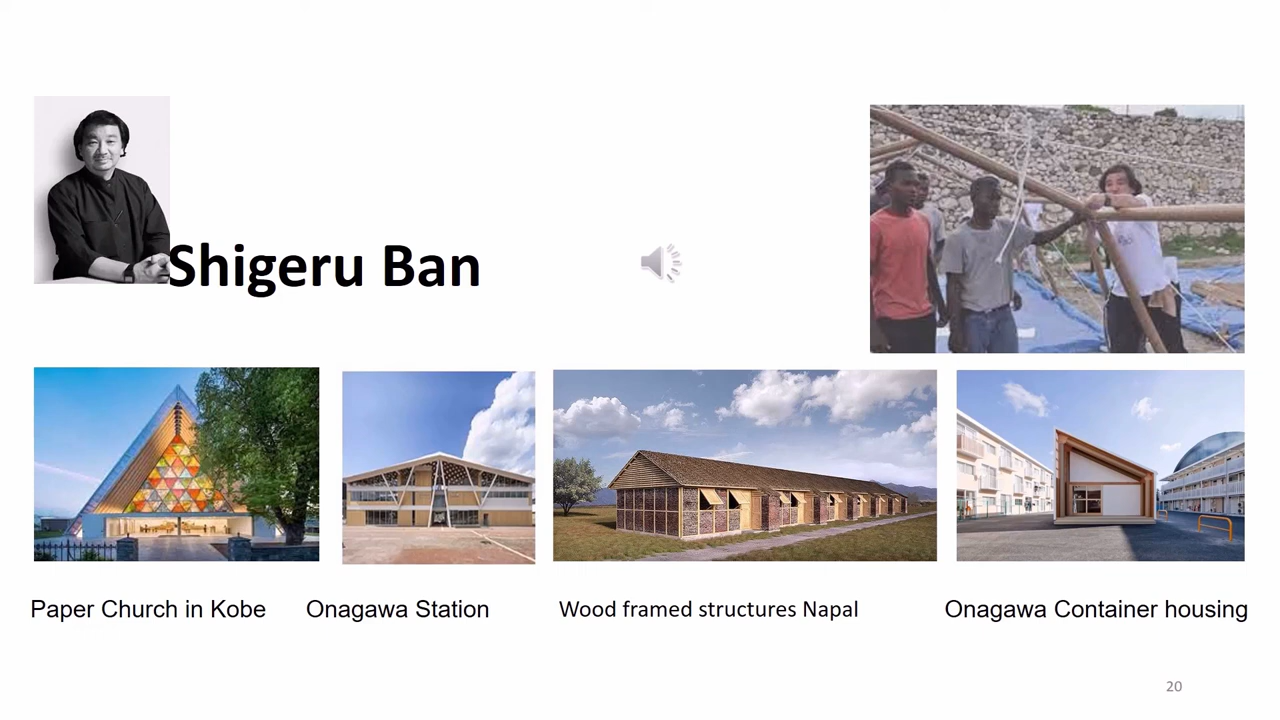 Shigeru Ban
Paper Church in Kobe
Onagawa Station
Wood framed structures Napal
Onagawa Container housing
20